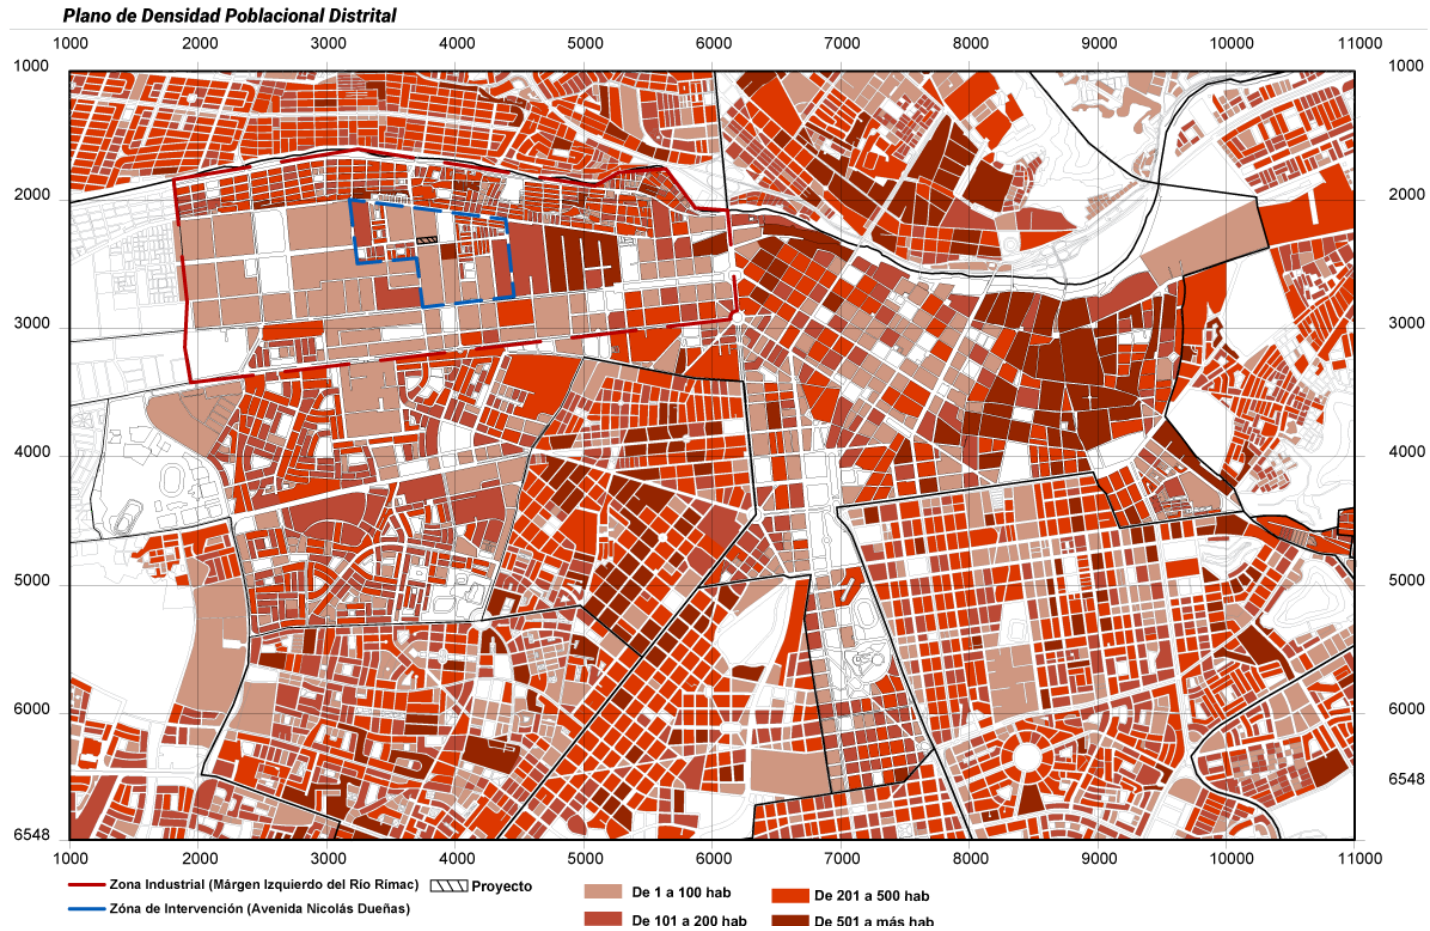 Plano de Densidad Poblacional Distrital
1000 2000 3000 4000 5000 6000 7000 8000 9000 10000 11000
1000 1000
2000 2000
3000 3000
4000 4000
5000 5000
6000 6000
6548
6548
1000 2000 3000 4000 5000 6000 7000 8000 9000 10000 11000
Zona Industrial (Márgen Izquierdo del Río Rímac) Proyecto De 1 a 100 hab De 201 a 500 hab
Zóna de Intervención (Avenida Nicolás Dueñas) De 101 a 200 hab De 501 a más hab